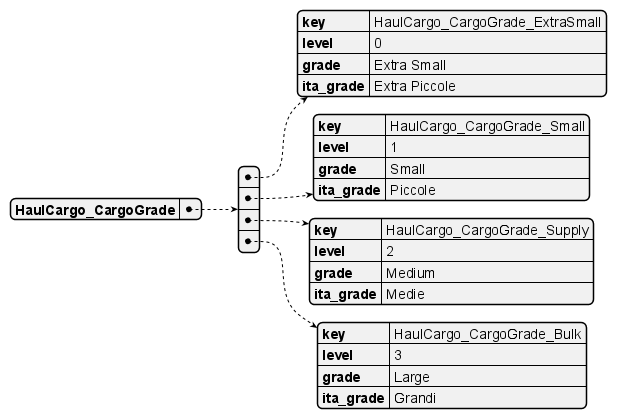 key HaulCargo_CargoGrade_ExtraSmall
level 0
grade Extra Small
ita_grade Extra Piccole
key HaulCargo_CargoGrade_Small
level 1
grade Small
ita_grade Piccole
HaulCargo_CargoGrade
key HaulCargo_CargoGrade_Supply
level 2
grade Medium
ita_grade Medie
key HaulCargo_CargoGrade_Bulk
level 3
grade Large
ita_grade Grandi